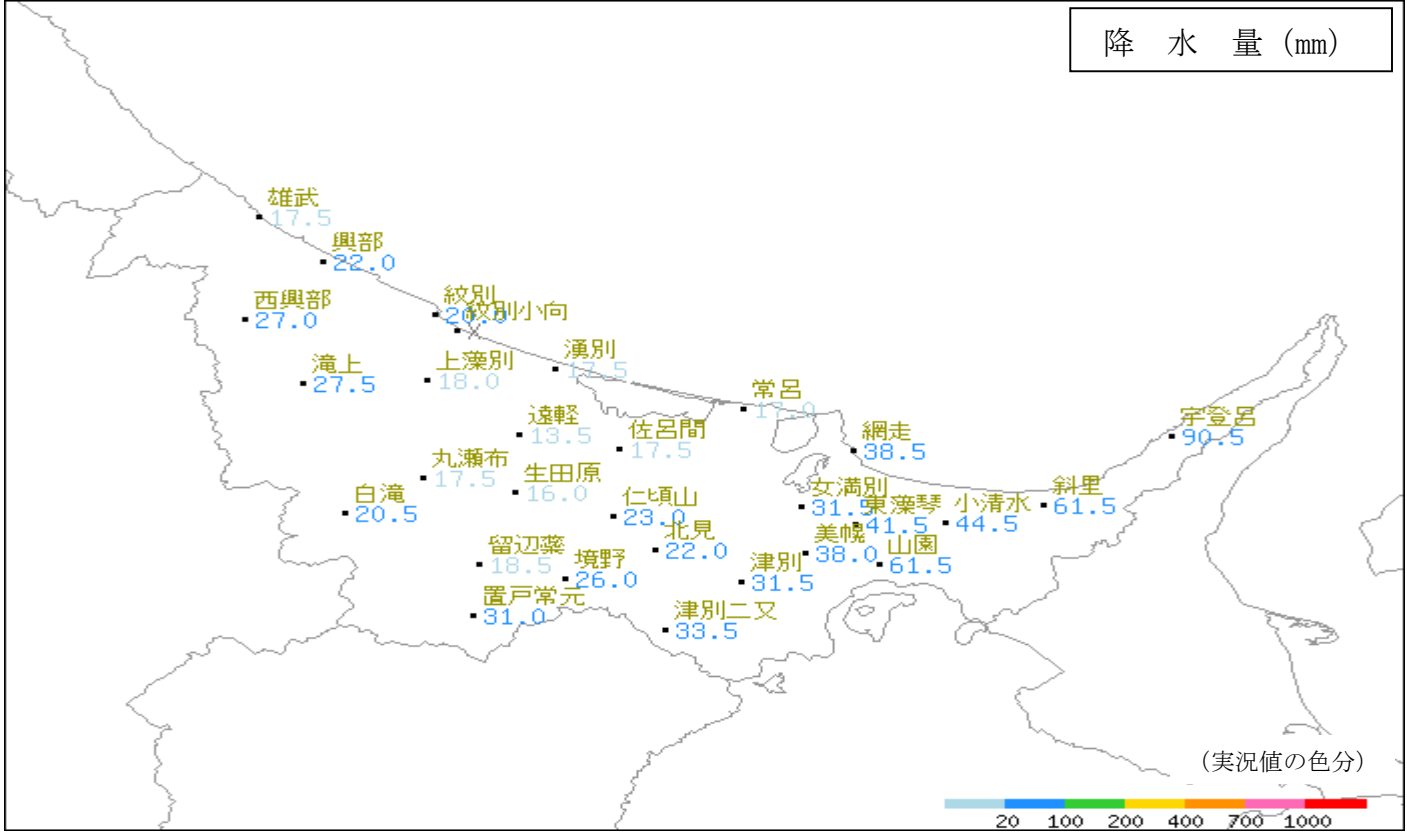 降 水 量 (mm)
雄武
17.5
興部
22.0
西興部
27.0
紋別
20.0
紋別小向
滝上
27.5
上藻別
18.0
湧別
17.5
常呂
17.0
遠軽
13.5
佐呂間
17.5
網走
38.5
宇登呂
90.5
丸瀬布
17.5
生田原
16.0
白滝
20.5
仁頃山
23.0
女満別
31.5
東藻琴
41.5
小清水
44.5
斜里
61.5
北見
22.0
美幌
38.0
山園
61.5
留辺蘂
18.5
境野
26.0
津別
31.5
置戸常元
31.0
津別二又
33.5
(実況値の色分)
20 100 200 400 700 1000